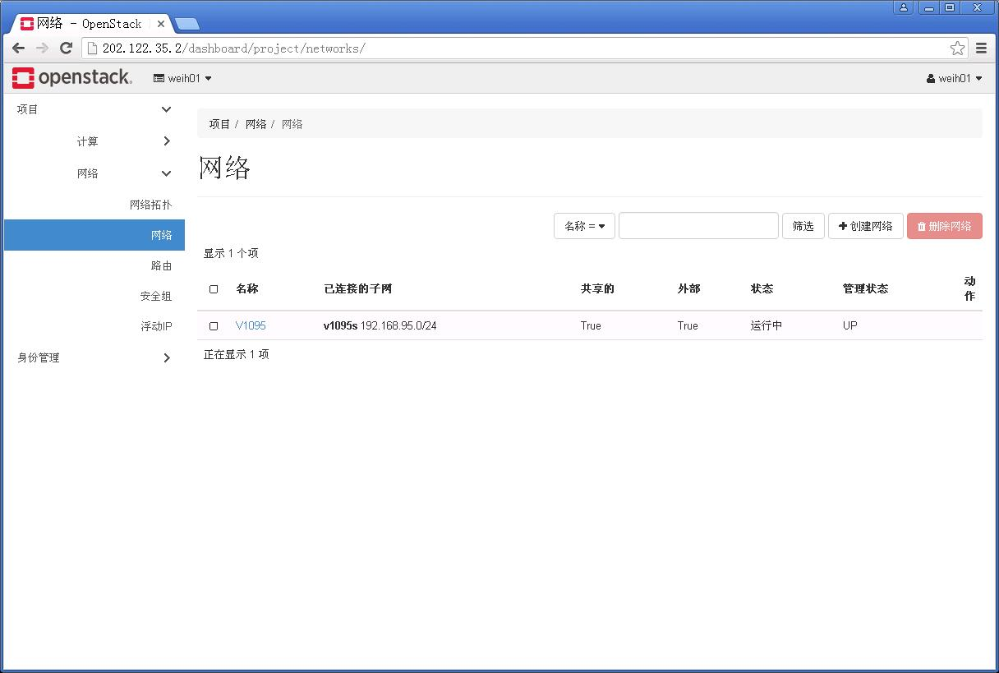 网络 - OpenStack
202.122.35.2/dashboard/project/networks/
openstack. weih01 weih01
项目
计算
网络
网络拓扑
网络
路由
安全组
浮动IP
身份管理
项目 / 网络 / 网络
网络
名称 = 筛选 创建网络 删除网络
显示 1 个项
名称 已连接的子网 共享的 外部 状态 管理状态 动作
V1095 v1095s 192.168.95.0/24 True True 运行中 UP
正在显示 1 项